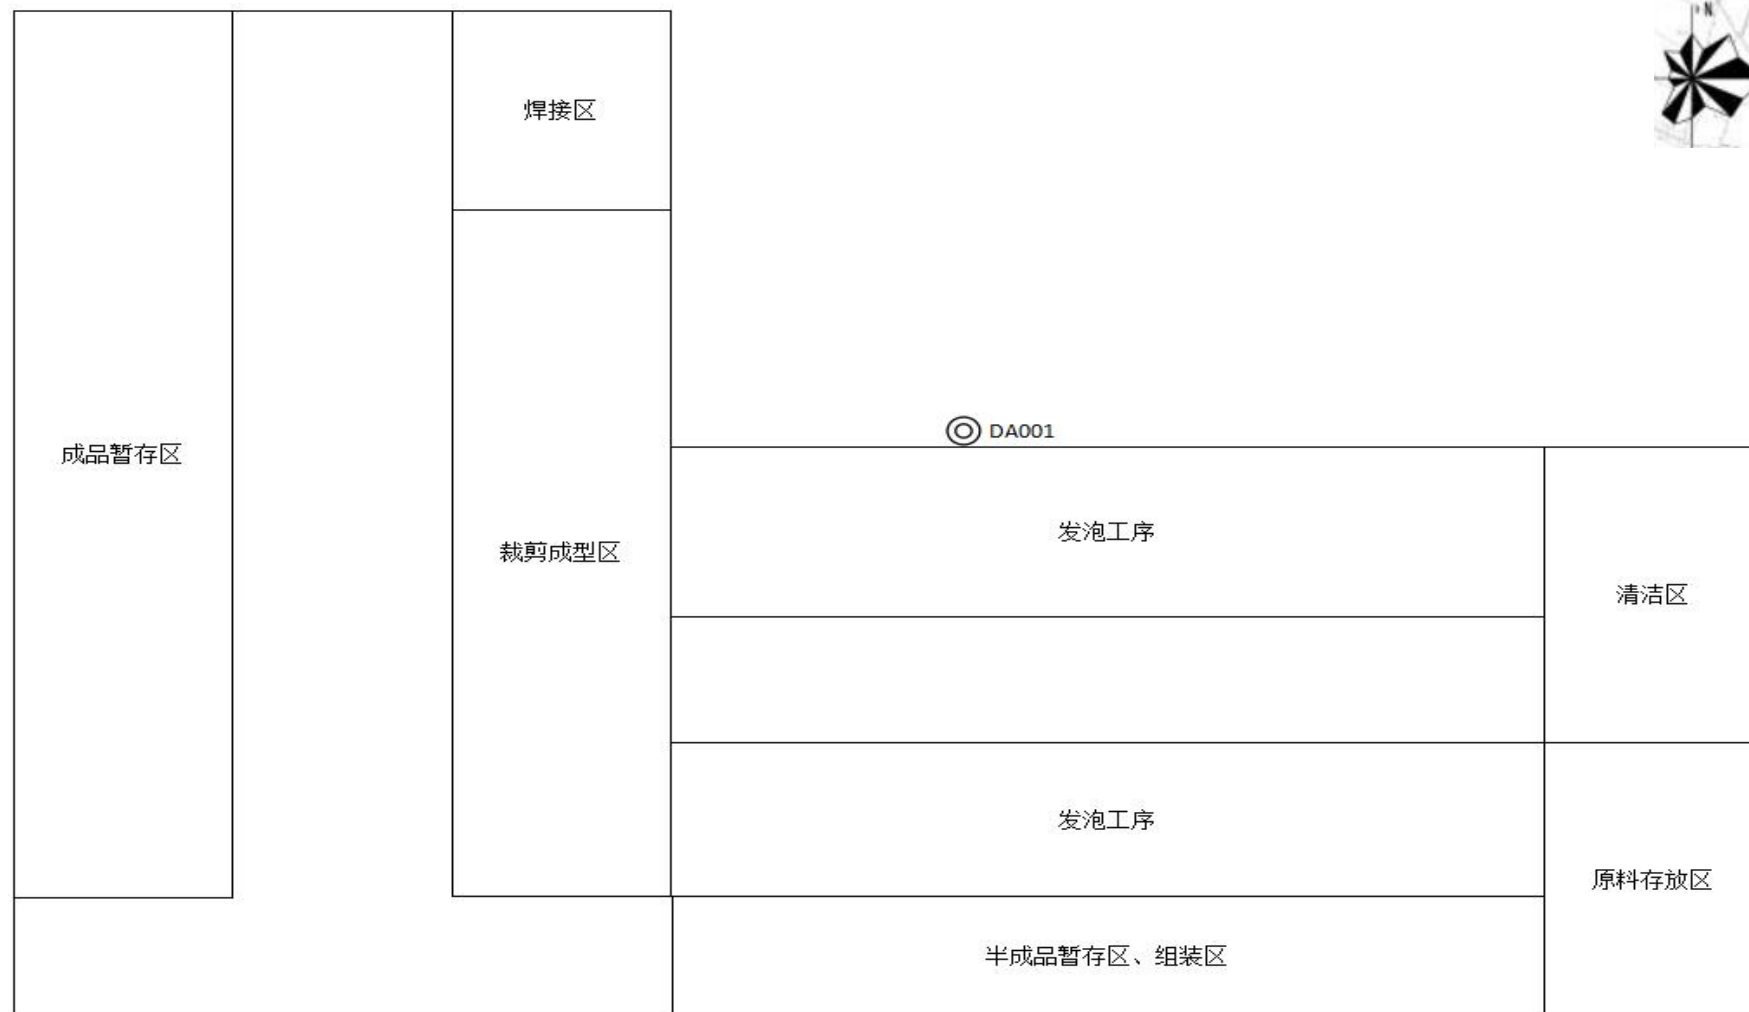 N
焊接区
DA001
成品暂存区
发泡工序
裁剪成型区
清洁区
发泡工序
原料存放区
半成品暂存区、组装区